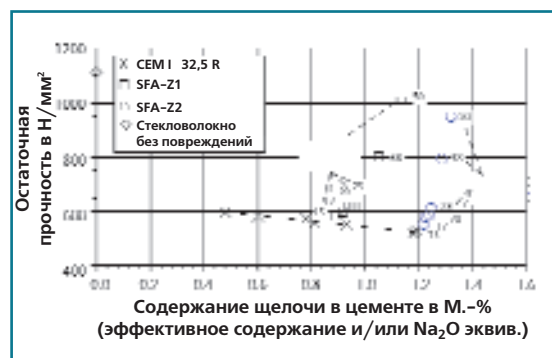 1200
1000
800
600
400
Остаточная
прочность в Н/мм²
CEM I 32,5 R
SFA-Z1
SFA-Z2
Стекловолокно
без повреждений
0.0 0.2 0.4 0.6 0.8 1.0 1.2 1.4 1.6
Содержание щелочи в цементе в М.-%
(эффективное содержание и/или Na₂O эквив.)